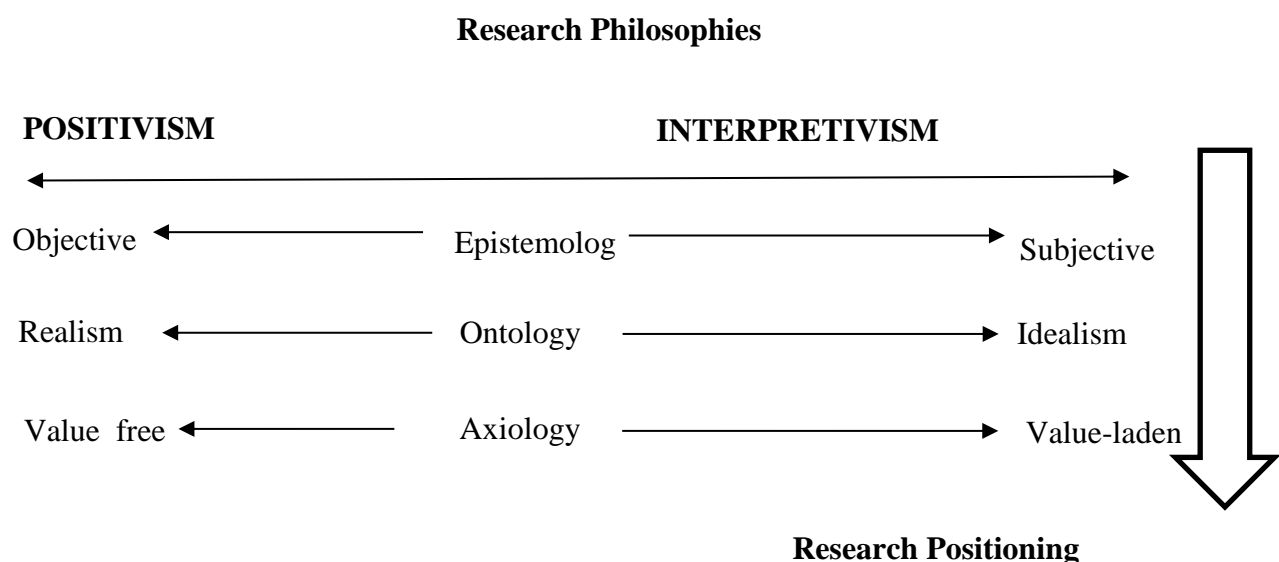 Research Philosophies
POSITIVISM INTERPRETIVISM
Objective Epistemolog Subjective
Realism Ontology Idealism
Value free Axiology Value-laden
Research Positioning